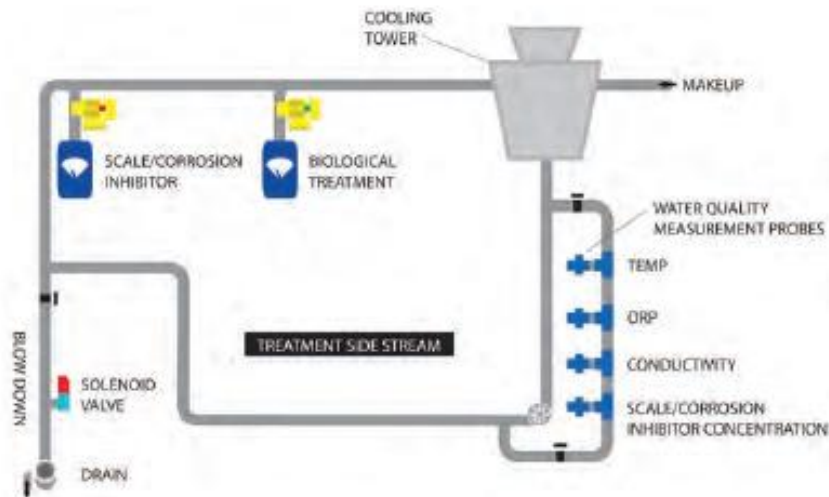 COOLING
TOWER
MAKEUP
SCALE/CORROSION
INHIBITOR
BIOLOGICAL
TREATMENT
WATER QUALITY
MEASUREMENT PROBES
TEMP
ORP
TREATMENT SIDE STREAM
BLOW DOWN
SOLENOID
VALVE
CONDUCTIVITY
SCALE/CORROSION
INHIBITOR CONCENTRATION
DRAIN